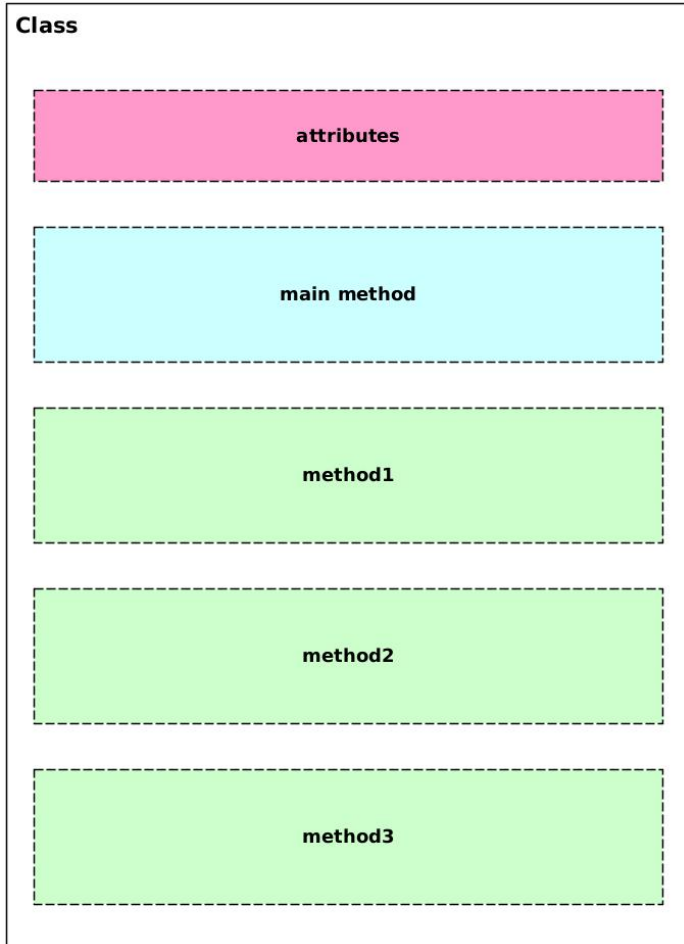 Class
attributes
main method
method1
method2
method3